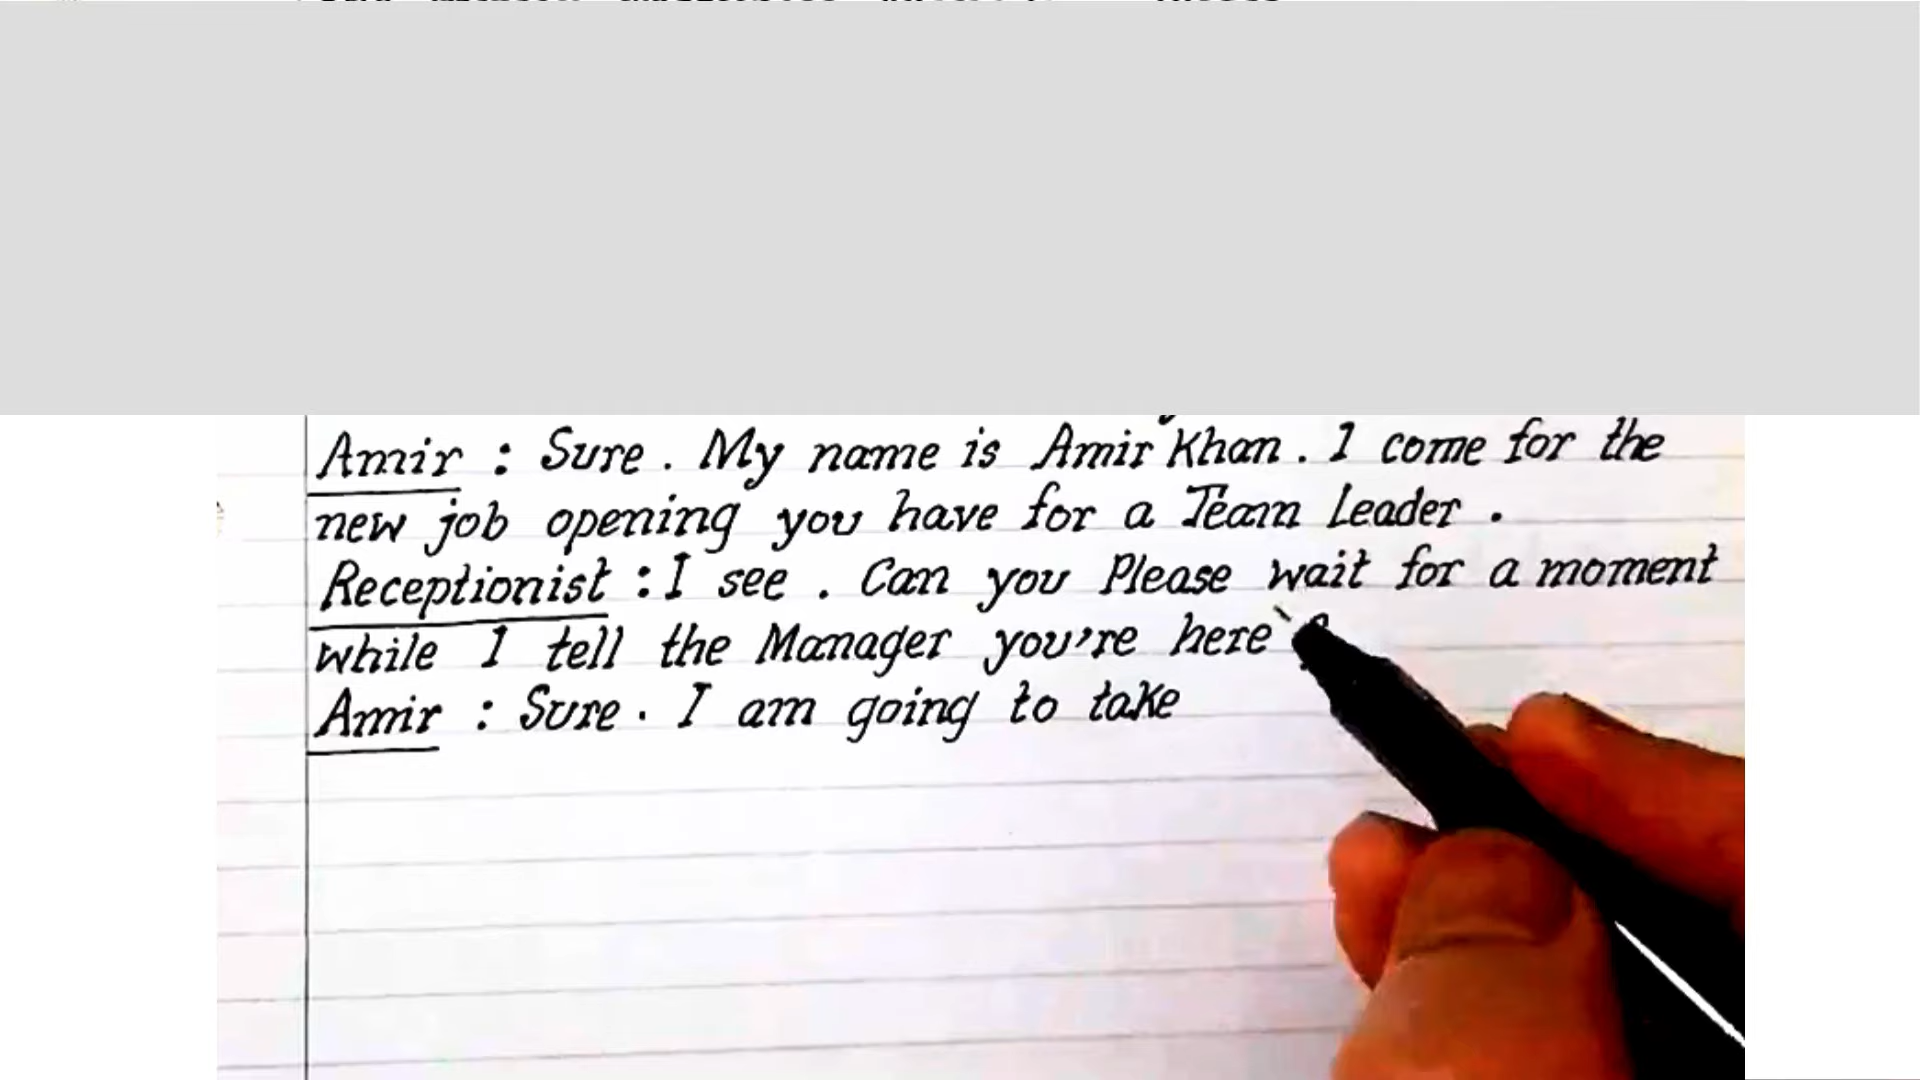 Amir : Sure . My name is Amir Khan . I come for the
new job opening you have for a Team Leader .
Receptionist : I see . Can you Please wait for a moment
while I tell the Manager you're here ?
Amir : Sure . I am going to take